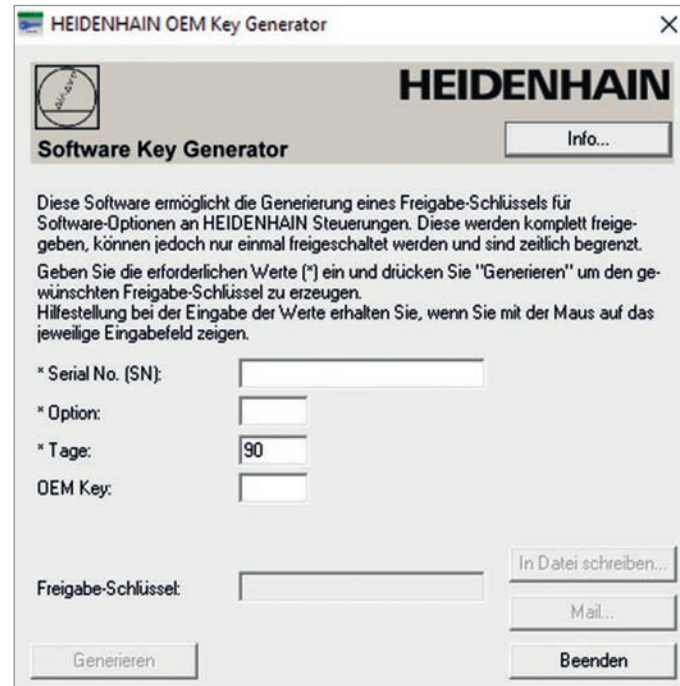 HEIDENHAIN OEM Key Generator
HEIDENHAIN
Software Key Generator
Info...
Diese Software ermöglicht die Generierung eines Freigabe-Schlüssels für
Software-Optionen an HEIDENHAIN Steuerungen. Diese werden komplett freige-
geben, können jedoch nur einmal freigeschaltet werden und sind zeitlich begrenzt.
Geben Sie die erforderlichen Werte (*) ein und drücken Sie "Generieren" um den ge-
wünschten Freigabe-Schlüssel zu erzeugen.
Hilfestellung bei der Eingabe der Werte erhalten Sie, wenn Sie mit der Maus auf das
jeweilige Eingabefeld zeigen.
* Serial No. (SN):
* Option:
* Tage: 90
OEM Key:
In Datei schreiben...
Freigabe-Schlüssel:
Mail...
Generieren
Beenden